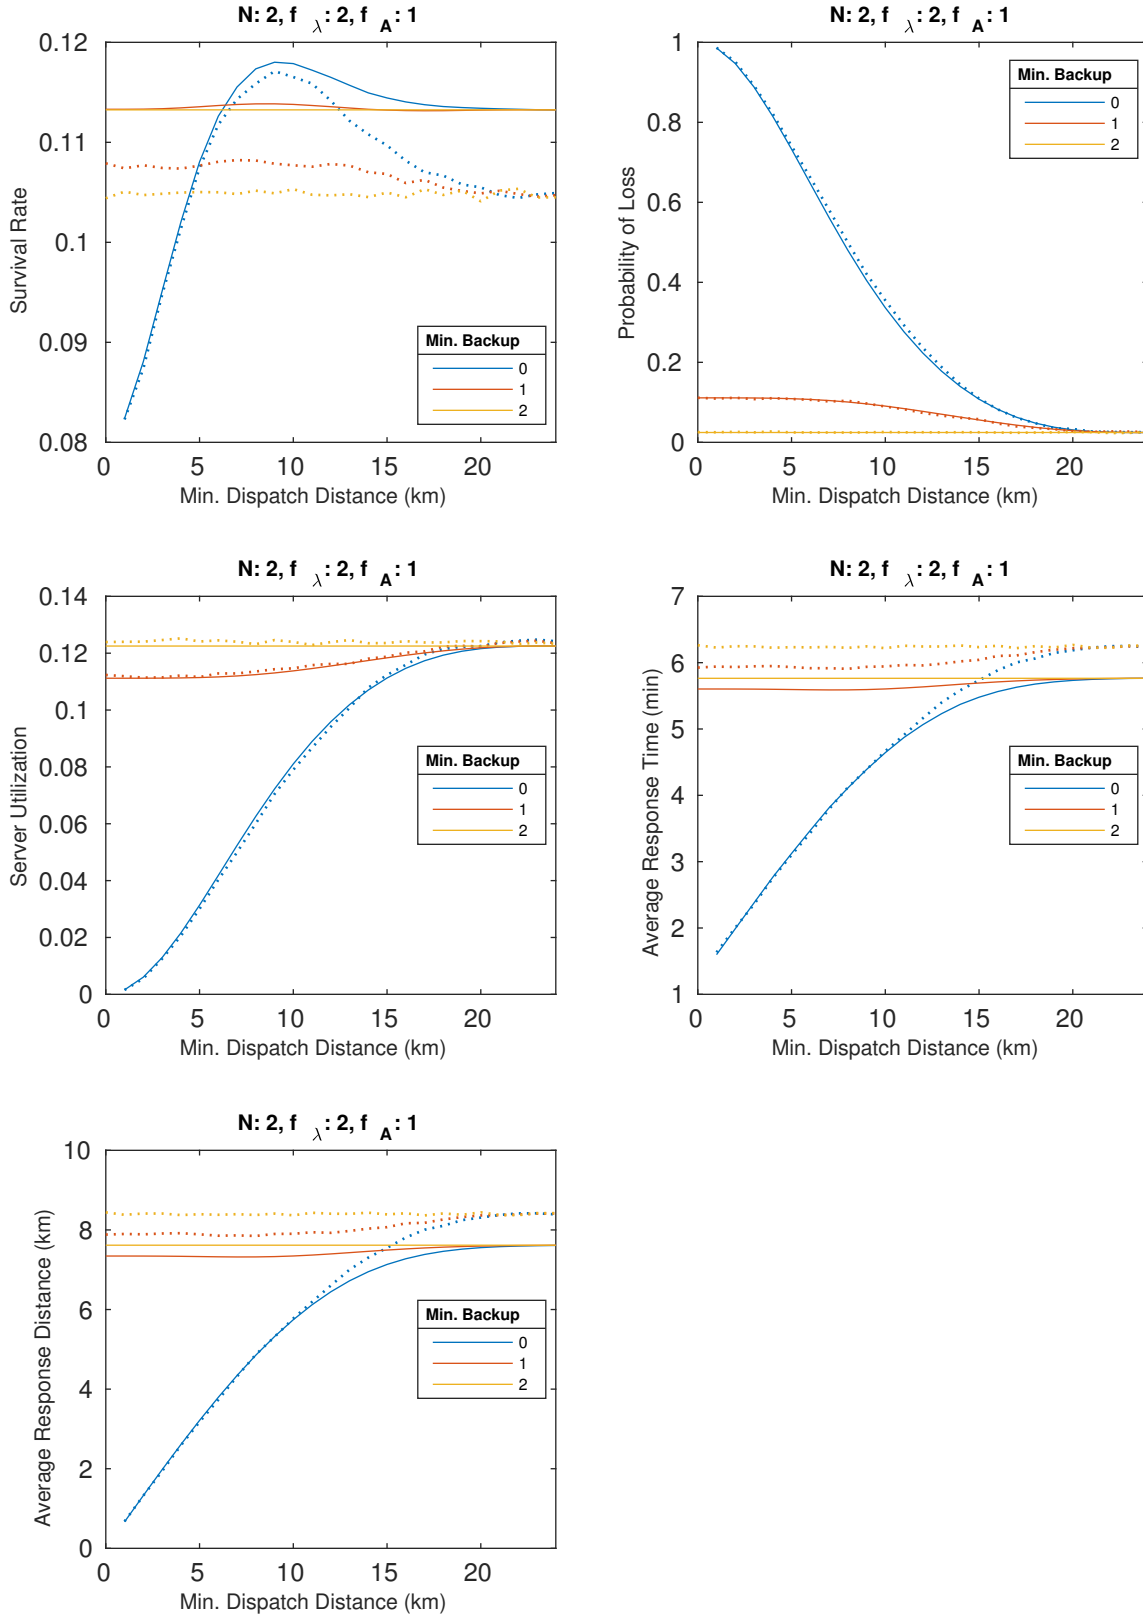 N: 2, f λ: 2, f A: 1
0.12
0.11
0.1
0.09
0.08
Survival Rate
Min. Backup
0
1
2
0 5 10 15 20
Min. Dispatch Distance (km)
N: 2, f λ: 2, f A: 1
1
0.8
0.6
0.4
0.2
0
Probability of Loss
Min. Backup
0
1
2
0 5 10 15 20
Min. Dispatch Distance (km)
N: 2, f λ: 2, f A: 1
0.14
0.12
0.1
0.08
0.06
0.04
0.02
0
Server Utilization
Min. Backup
0
1
2
0 5 10 15 20
Min. Dispatch Distance (km)
N: 2, f λ: 2, f A: 1
7
6
5
4
3
2
1
Average Response Time (min)
Min. Backup
0
1
2
0 5 10 15 20
Min. Dispatch Distance (km)
N: 2, f λ: 2, f A: 1
10
8
6
4
2
0
Average Response Distance (km)
Min. Backup
0
1
2
0 5 10 15 20
Min. Dispatch Distance (km)